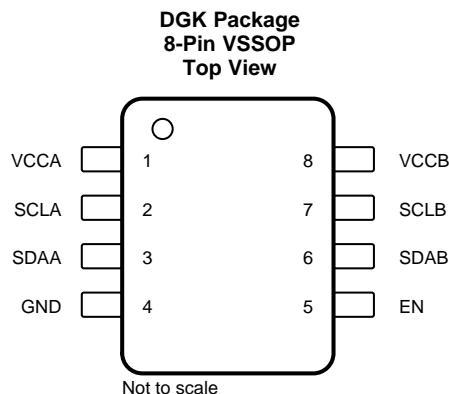 DGK Package
8-Pin VSSOP
Top View
VCCA 1 8 VCCB
SCLA 2 7 SCLB
SDAA 3 6 SDAB
GND 4 5 EN
Not to scale